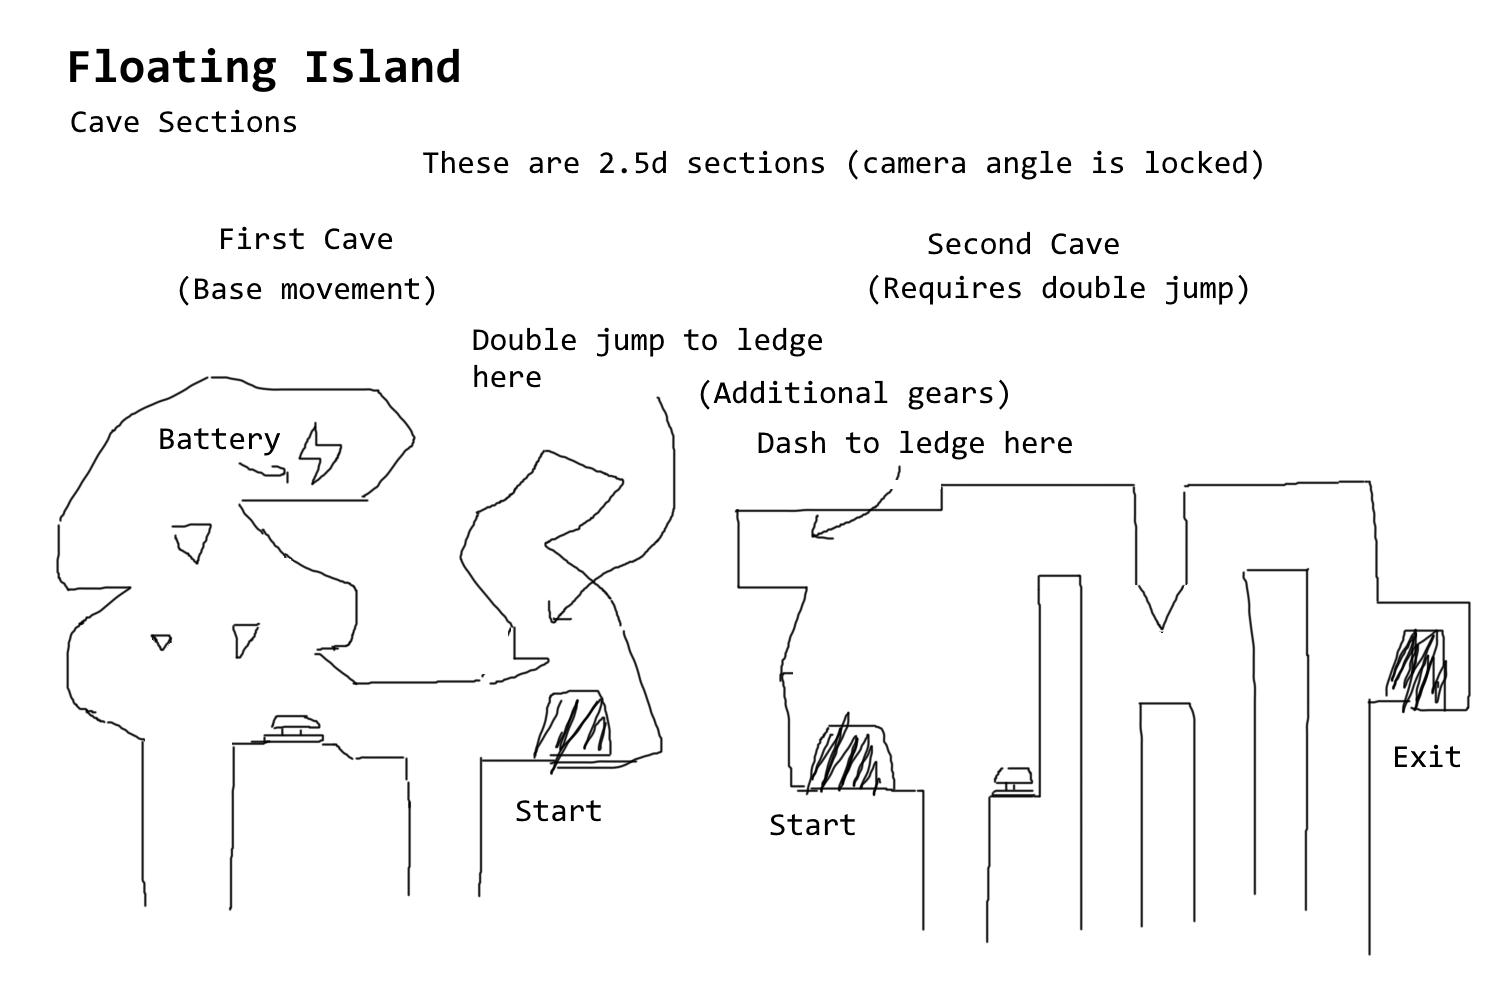 Floating Island
Cave Sections
These are 2.5d sections (camera angle is locked)
First Cave
(Base movement)
Second Cave
(Requires double jump)
Double jump to ledge
here
(Additional gears)
Dash to ledge here
Battery
Start
Start
Exit